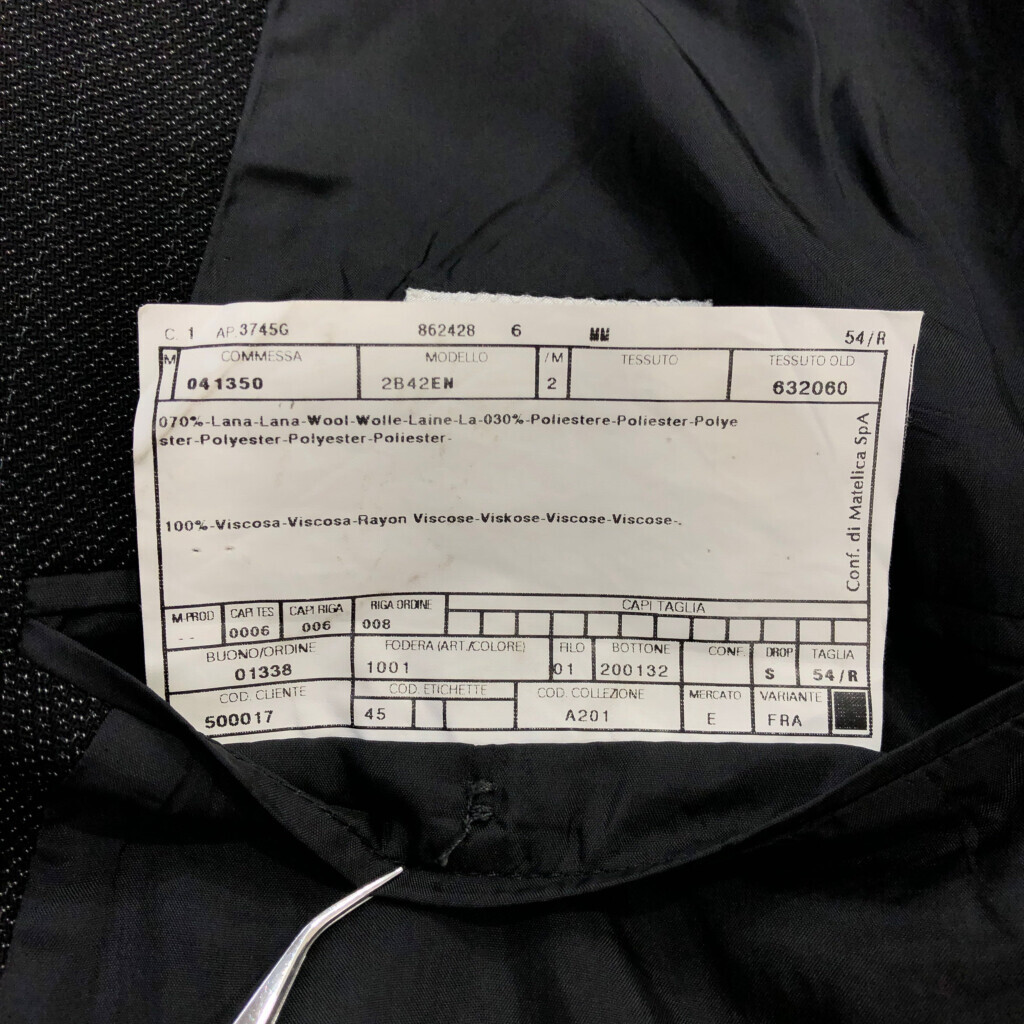 C. 1 AP. 3745G 862428 6 MM 54/R
M COMMESSA MODELLO /M TESSUTO TESSUTO OLD
041350 2B42EN 2 632060
070%-Lana-Lana-Wool-Wolle-Laine-La-030%-Poliestere-Poliester-Polye
ster-Polyester-Polyester-Poliester-
100%-Viscosa-Viscosa-Rayon Viscose-Viskose-Viscose-Viscose-.
Conf. di Matelica SpA
M-PROD CAPI TES CAPI RIGA RIGA ORDINE CAPI TAGLIA
-- 0006 006 008
BUONO/ORDINE FODERA (ART./COLORE) FILO BOTTONE CONF. DROP TAGLIA
01338 1001 01 200132 S 54/R
COD. CLIENTE COD. ETICHETTE COD. COLLEZIONE MERCATO VARIANTE
500017 45 A201 E FRA